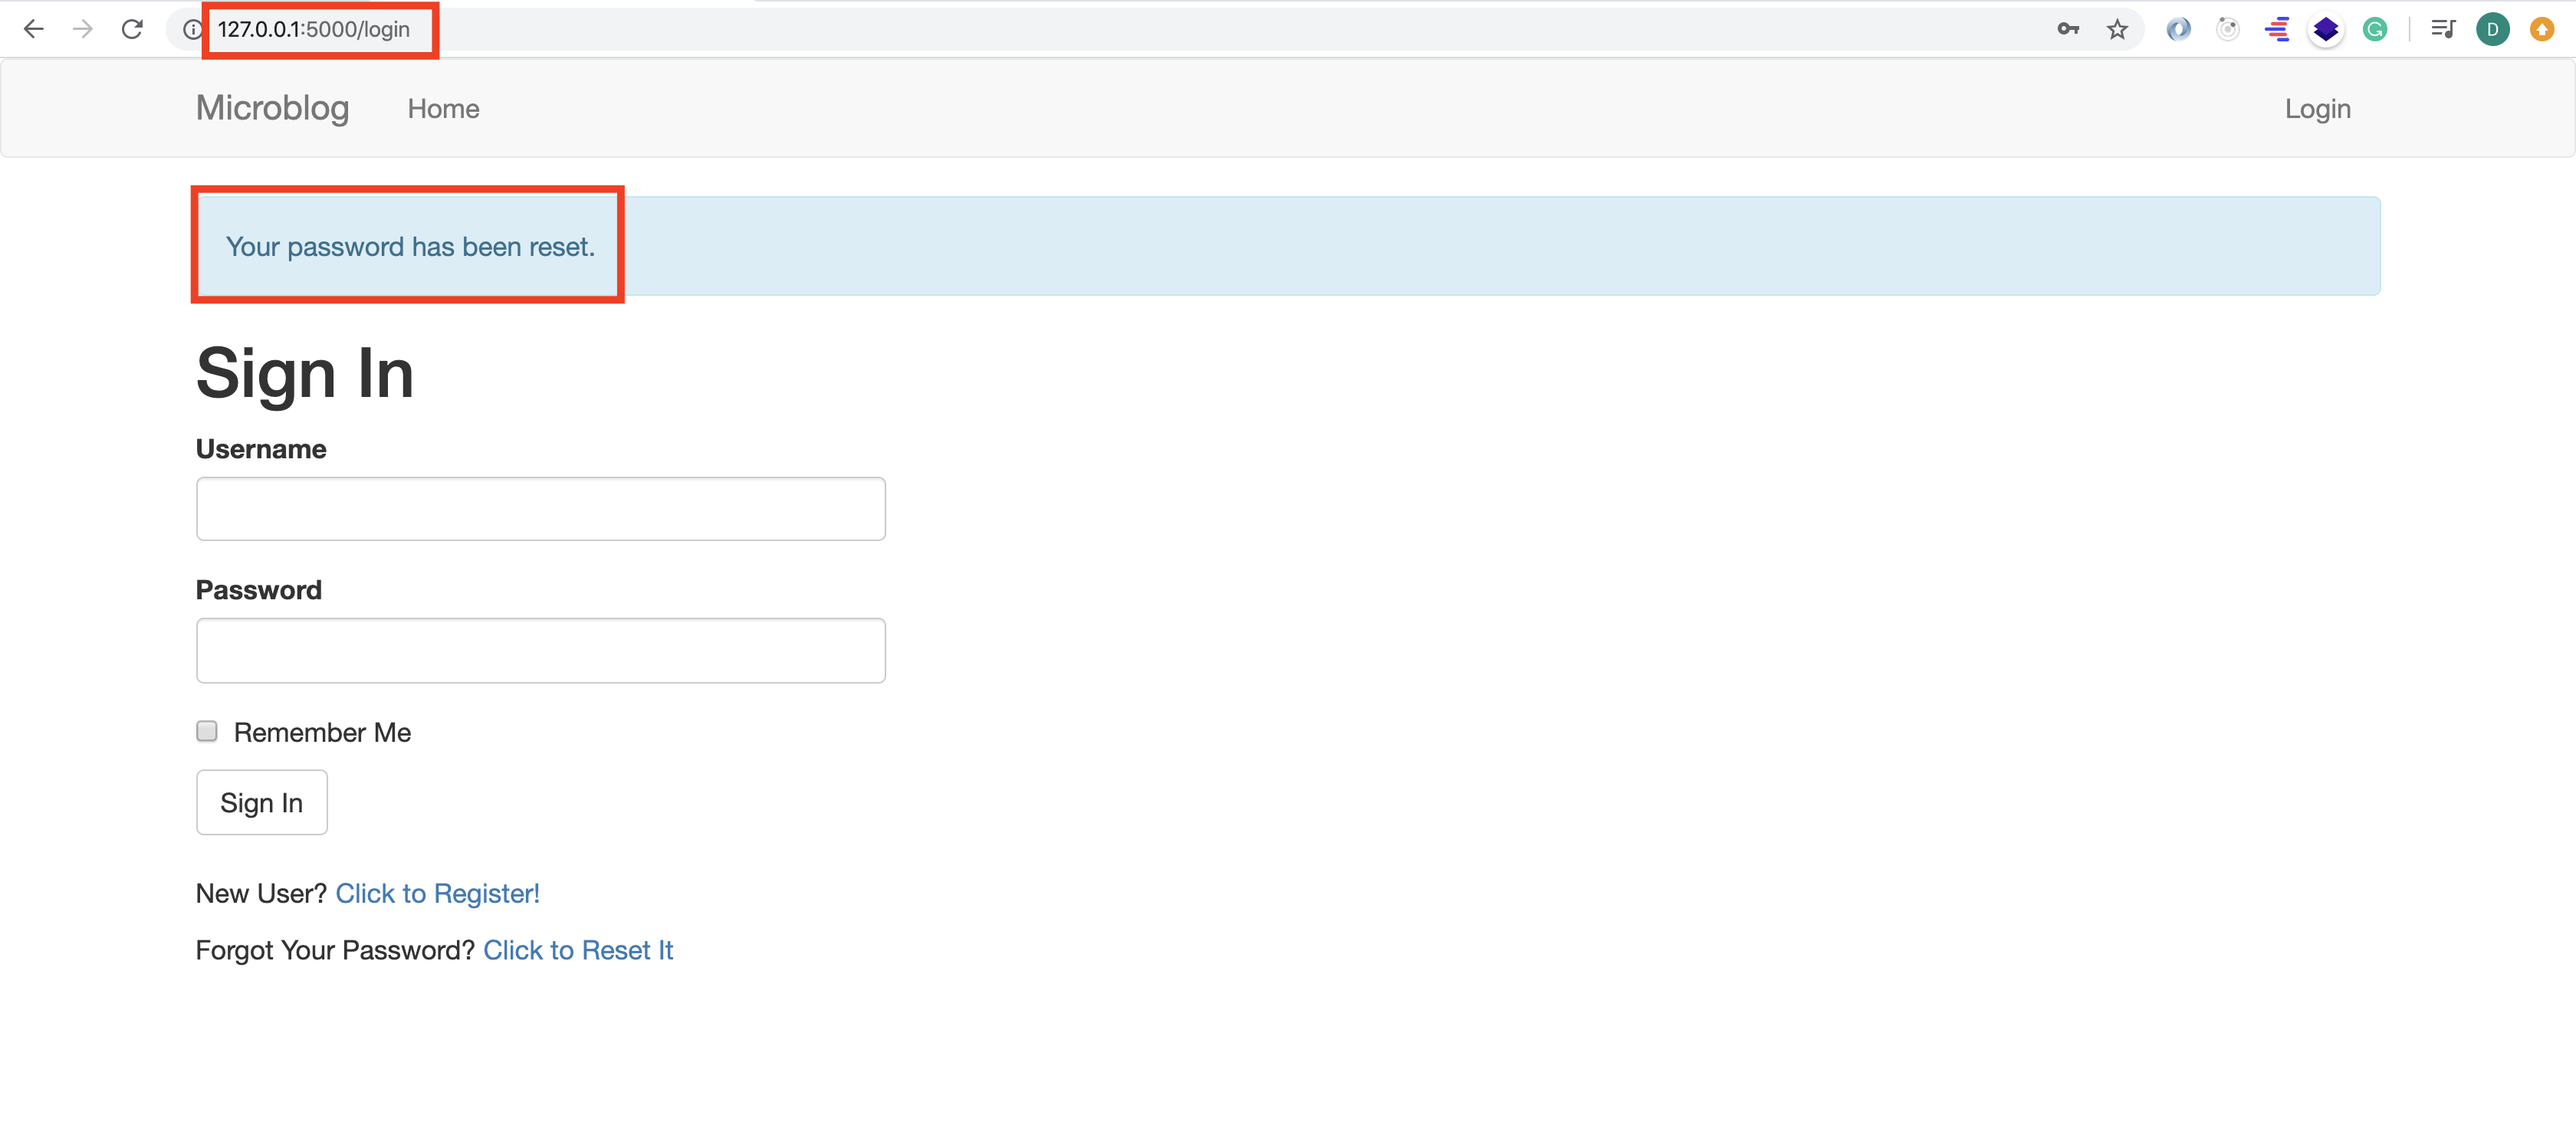 127.0.0.1:5000/login
D
Microblog Home Login
Your password has been reset.
Sign In
Username
Password
Remember Me
Sign In
New User? Click to Register!
Forgot Your Password? Click to Reset It